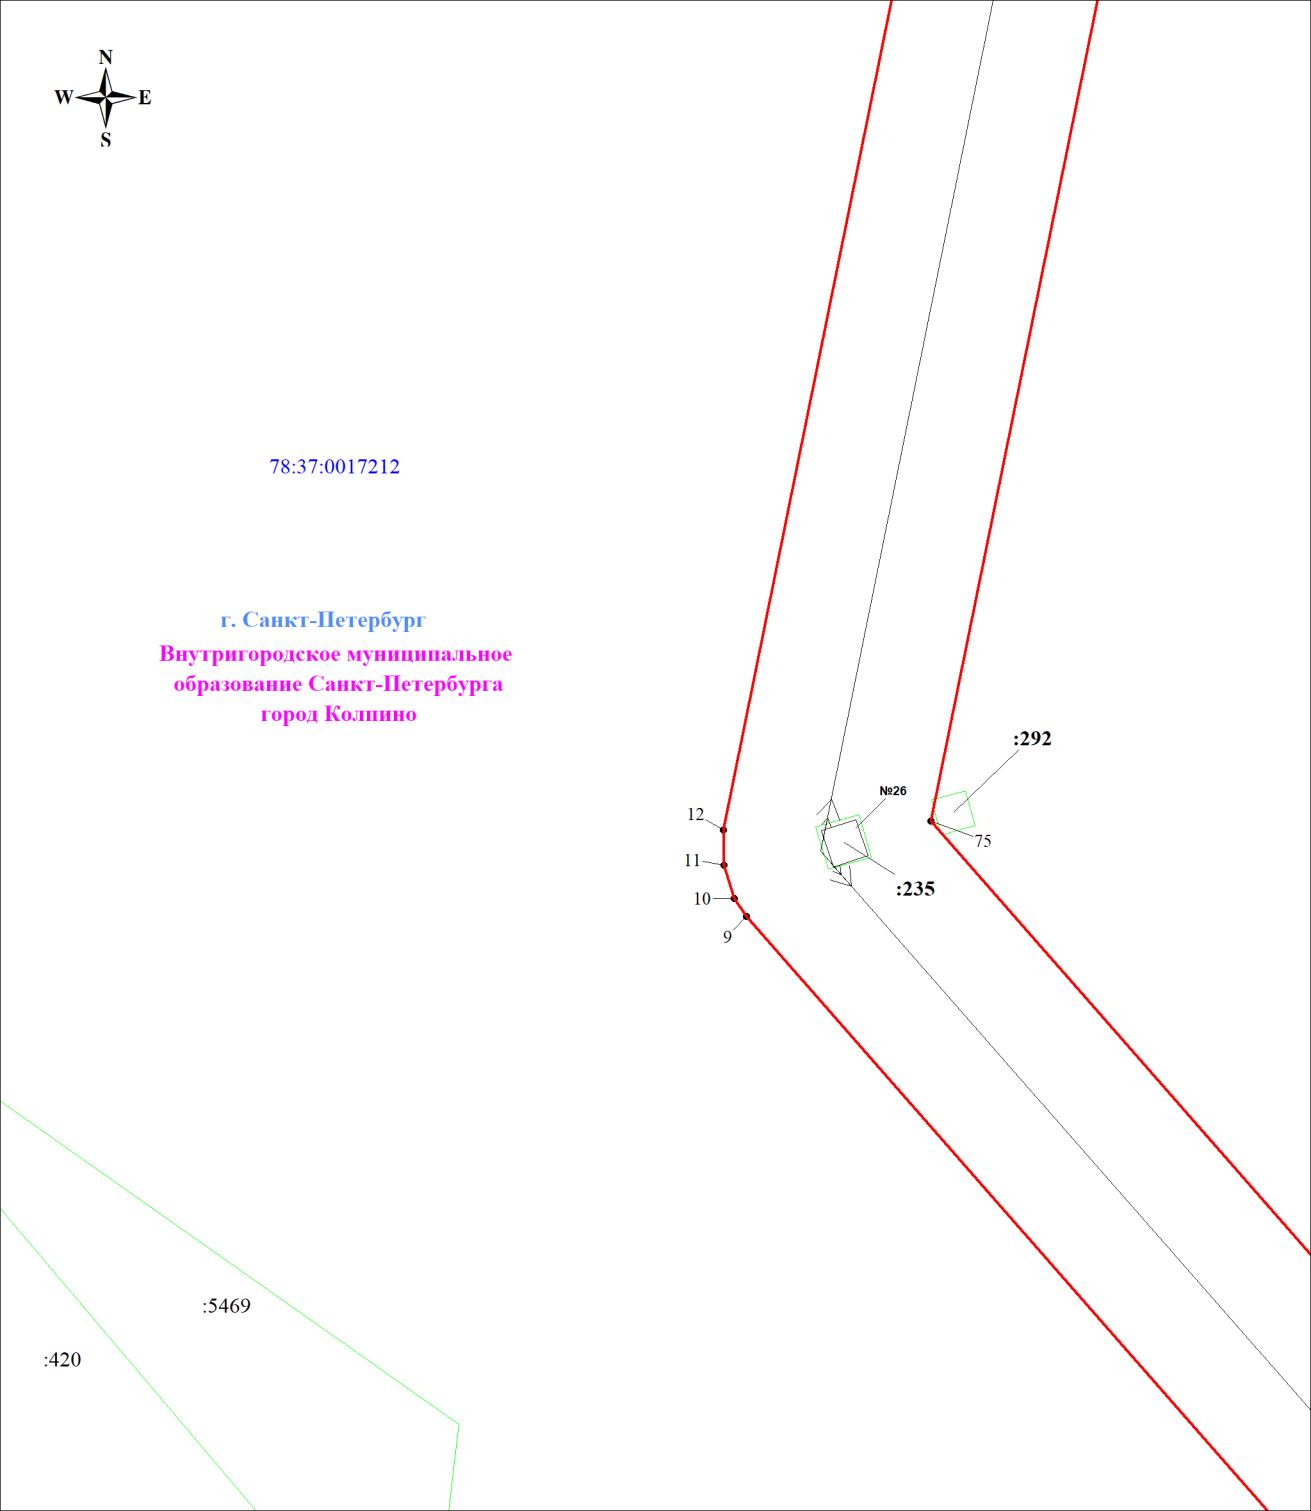 N
W E
S
78:37:0017212
г. Санкт-Петербург
Внутригородское муниципальное
образование Санкт-Петербурга
город Колпино
:292
№26
12
75
11
:235
10
9
:5469
:420